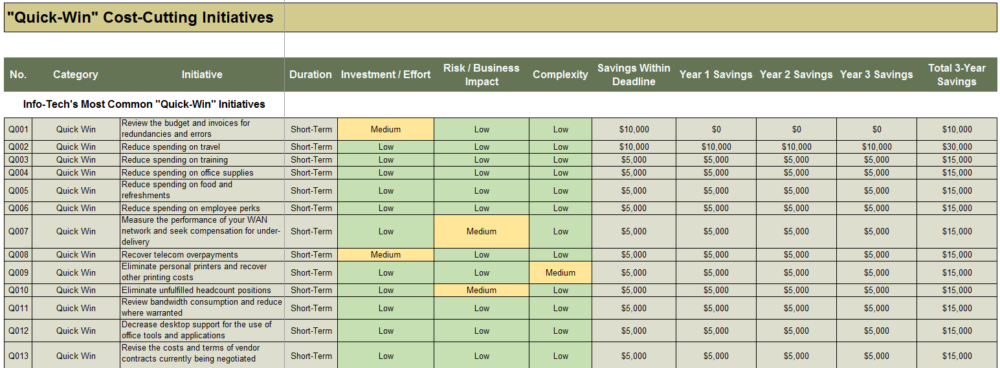 "Quick-Win" Cost-Cutting Initiatives
No. Category Initiative Duration Investment / Effort Risk / Business Impact Complexity Savings Within Deadline Year 1 Savings Year 2 Savings Year 3 Savings Total 3-Year Savings
Info-Tech's Most Common "Quick-Win" Initiatives
Q001 Quick Win Review the budget and invoices for redundancies and errors Short-Term Medium Low Low $10,000 $0 $0 $0 $10,000
Q002 Quick Win Reduce spending on travel Short-Term Low Low Low $10,000 $10,000 $10,000 $10,000 $30,000
Q003 Quick Win Reduce spending on training Short-Term Low Low Low $5,000 $5,000 $5,000 $5,000 $15,000
Q004 Quick Win Reduce spending on office supplies Short-Term Low Low Low $5,000 $5,000 $5,000 $5,000 $15,000
Q005 Quick Win Reduce spending on food and refreshments Short-Term Low Low Low $5,000 $5,000 $5,000 $5,000 $15,000
Q006 Quick Win Reduce spending on employee perks Short-Term Low Low Low $5,000 $5,000 $5,000 $5,000 $15,000
Q007 Quick Win Measure the performance of your WAN network and seek compensation for under-delivery Short-Term Low Medium Low $5,000 $5,000 $5,000 $5,000 $15,000
Q008 Quick Win Recover telecom overpayments Short-Term Medium Low Low $5,000 $5,000 $5,000 $5,000 $15,000
Q009 Quick Win Eliminate personal printers and recover other printing costs Short-Term Low Low Medium $5,000 $5,000 $5,000 $5,000 $15,000
Q010 Quick Win Eliminate unfulfilled headcount positions Short-Term Low Medium Low $5,000 $5,000 $5,000 $5,000 $15,000
Q011 Quick Win Review bandwidth consumption and reduce where warranted Short-Term Low Low Low $5,000 $5,000 $5,000 $5,000 $15,000
Q012 Quick Win Decrease desktop support for the use of office tools and applications Short-Term Low Low Low $5,000 $5,000 $5,000 $5,000 $15,000
Q013 Quick Win Revise the costs and terms of vendor contracts currently being negotiated Short-Term Low Low Low $5,000 $5,000 $5,000 $5,000 $15,000